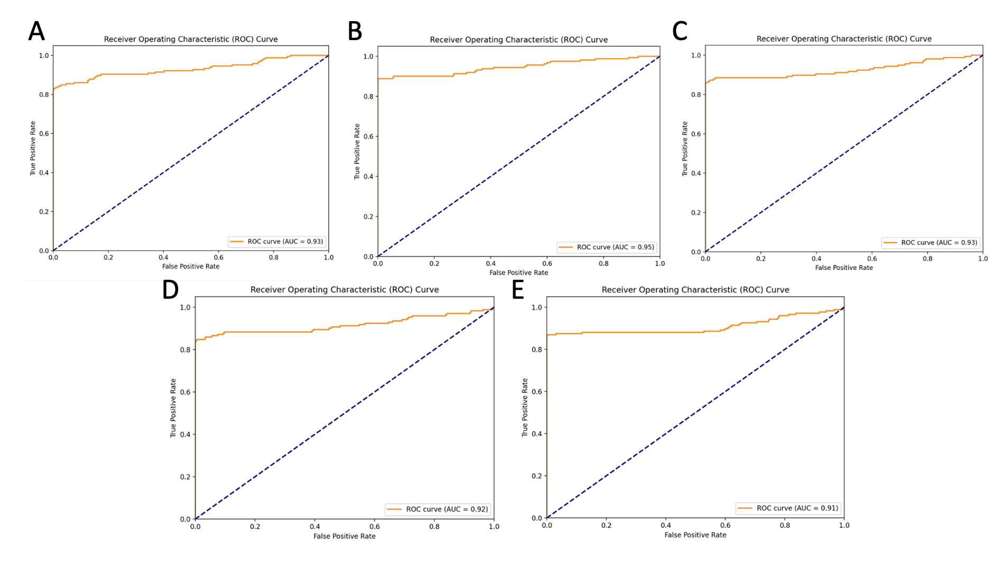 A
Receiver Operating Characteristic (ROC) Curve
1.0
0.8
0.6
0.4
0.2
0.0
True Positive Rate
ROC curve (AUC = 0.93)
0.0 0.2 0.4 0.6 0.8 1.0
False Positive Rate
B
Receiver Operating Characteristic (ROC) Curve
1.0
0.8
0.6
0.4
0.2
0.0
True Positive Rate
ROC curve (AUC = 0.95)
0.0 0.2 0.4 0.6 0.8 1.0
False Positive Rate
C
Receiver Operating Characteristic (ROC) Curve
1.0
0.8
0.6
0.4
0.2
0.0
True Positive Rate
ROC curve (AUC = 0.93)
0.0 0.2 0.4 0.6 0.8 1.0
False Positive Rate
D
Receiver Operating Characteristic (ROC) Curve
1.0
0.8
0.6
0.4
0.2
0.0
True Positive Rate
ROC curve (AUC = 0.92)
0.0 0.2 0.4 0.6 0.8 1.0
False Positive Rate
E
Receiver Operating Characteristic (ROC) Curve
1.0
0.8
0.6
0.4
0.2
0.0
True Positive Rate
ROC curve (AUC = 0.91)
0.0 0.2 0.4 0.6 0.8 1.0
False Positive Rate